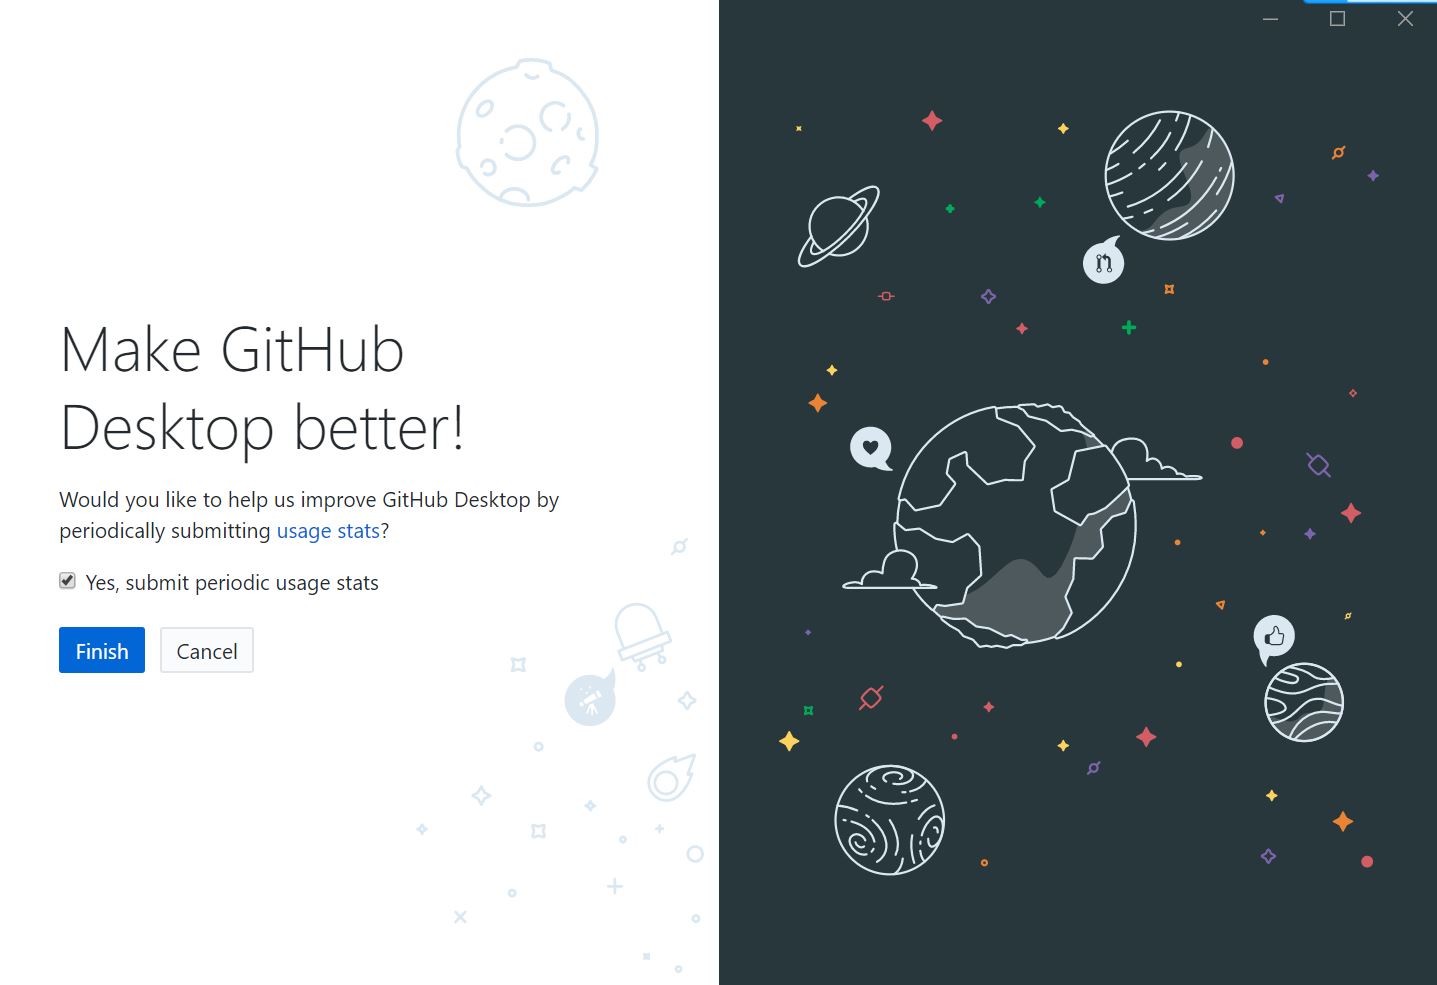 Make GitHub
Desktop better!
Would you like to help us improve GitHub Desktop by
periodically submitting usage stats?
Yes, submit periodic usage stats
Finish Cancel